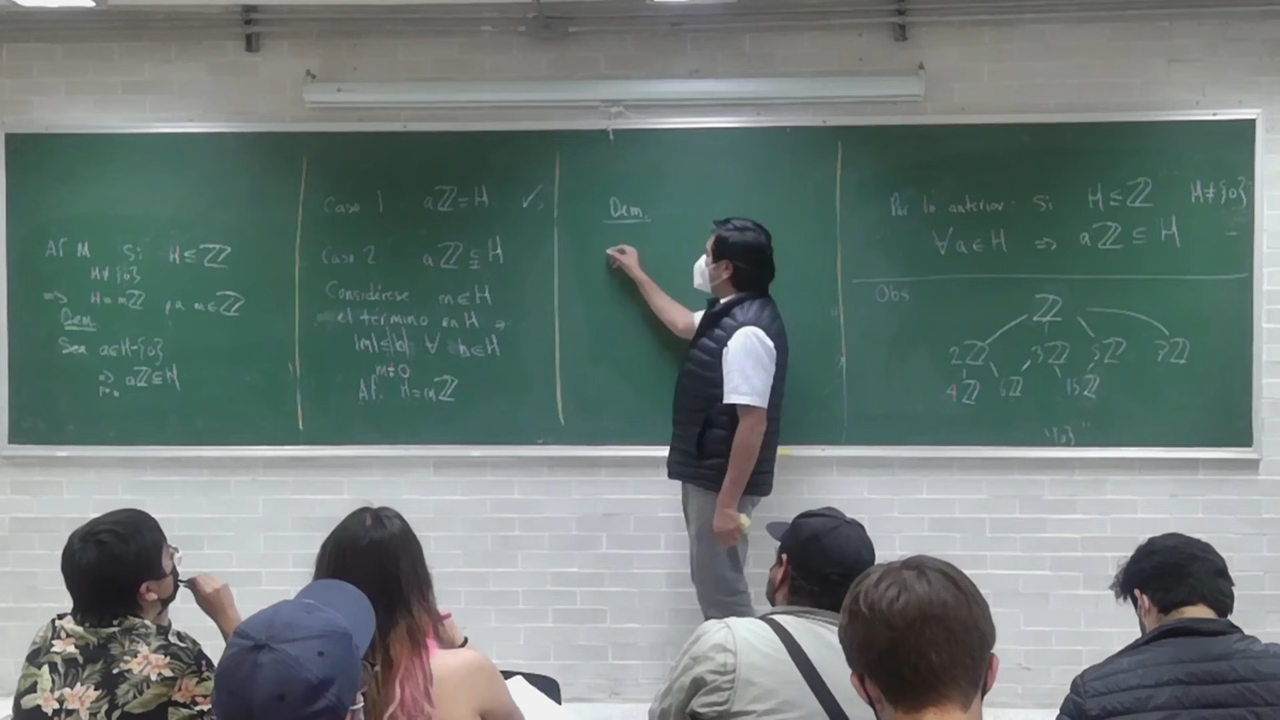 Af M Si H ≤ ℤ
H≠{0}
⇒ H = mℤ p.a m∈ℤ
Dem
Sea a∈H-{0}
⇒ aℤ⊆H
Caso 1 aℤ=H ✓
Caso 2 aℤ⊊H
Considérese m∈H
el término en H
|m|≤|h| ∀ h∈H
m≠0
Af. H=mℤ
Dem.
Por lo anterior: Si H≤ℤ H≠{0}
∀a∈H ⇒ aℤ⊆H
Obs
ℤ
2ℤ 3ℤ 5ℤ 7ℤ
4ℤ 6ℤ 15ℤ
"{0}"